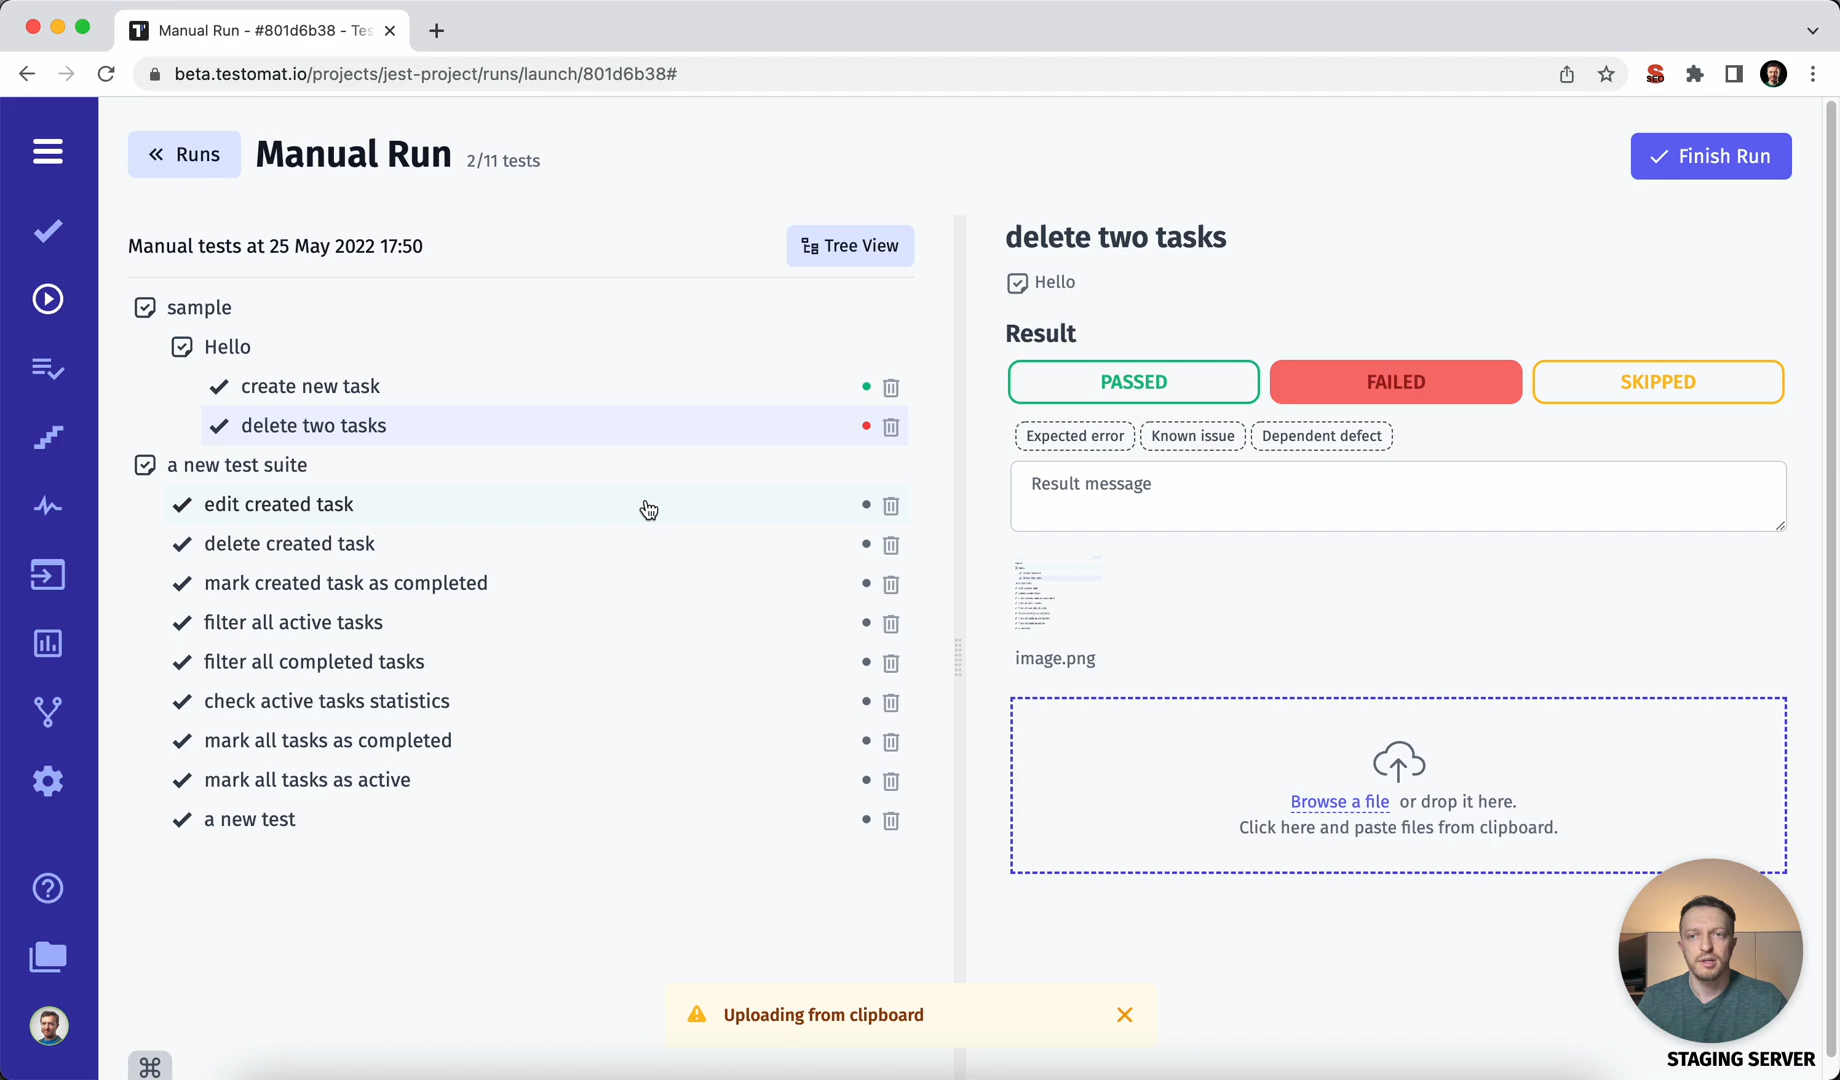 Manual Run - #801d6b38 - Tes
beta.testomat.io/projects/jest-project/runs/launch/801d6b38#
SEO
Runs
Manual Run
2/11 tests
Finish Run
Manual tests at 25 May 2022 17:50
Tree View
sample
Hello
create new task
delete two tasks
a new test suite
edit created task
delete created task
mark created task as completed
filter all active tasks
filter all completed tasks
check active tasks statistics
mark all tasks as completed
mark all tasks as active
a new test
delete two tasks
Hello
Result
PASSED
FAILED
SKIPPED
Expected error
Known issue
Dependent defect
Result message
image.png
Browse a file or drop it here.
Click here and paste files from clipboard.
Uploading from clipboard
STAGING SERVER